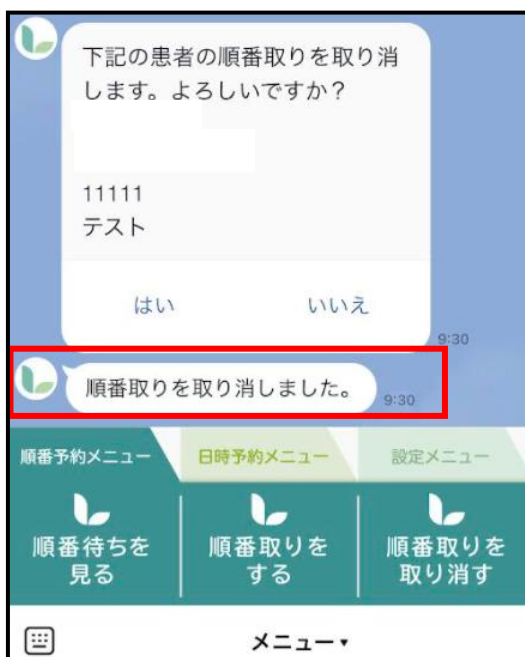 下記の患者の順番取りを取り消
します。よろしいですか？
11111
テスト
はい
いいえ
9:30
順番取りを取り消しました。
9:30
順番予約メニュー
日時予約メニュー
設定メニュー
順番待ちを
見る
順番取りを
する
順番取りを
取り消す
メニュー